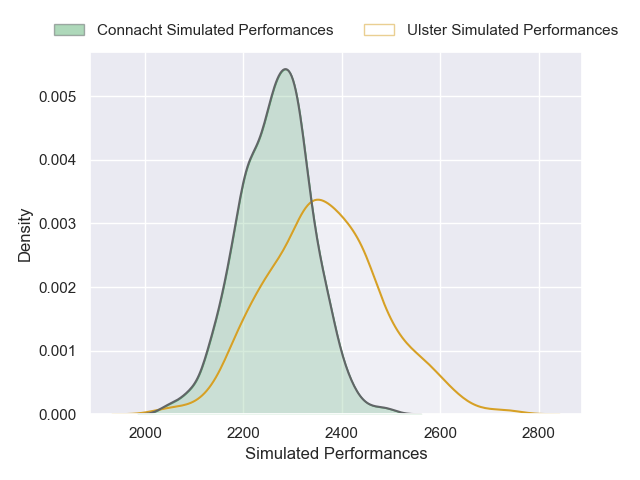 Connacht Simulated Performances
Ulster Simulated Performances
0.005
0.004
0.003
0.002
0.001
0.000
Density
2000
2200
2400
2600
2800
Simulated Performances